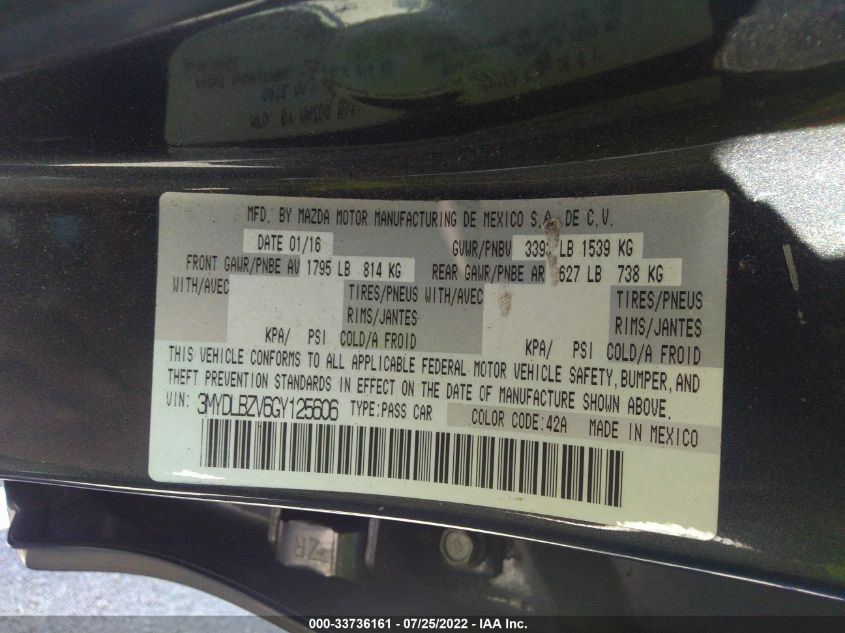 MFD. BY MAZDA MOTOR MANUFACTURING DE MEXICO S.A. DE C.V.
DATE 01/16 GVWR/PNBV LB 1539 KG
FRONT GAWR/PNBE AV 1795 LB 814 KG REAR GAWR/PNBE AR LB 738 KG
WITH/AVEC TIRES/PNEUS WITH/AVEC TIRES/PNEUS
RIMS/JANTES RIMS/JANTES
KPA/ PSI COLD/A FROID KPA/ PSI COLD/A FROID
THIS VEHICLE CONFORMS TO ALL APPLICABLE FEDERAL MOTOR VEHICLE SAFETY, BUMPER, AND
THEFT PREVENTION STANDARDS IN EFFECT ON THE DATE OF MANUFACTURE SHOWN ABOVE.
VIN: 3MYDLBZV6GY125606 TYPE:PASS CAR COLOR CODE:42A MADE IN MEXICO
ZR
000-33736161 - 07/25/2022 - IAA Inc.